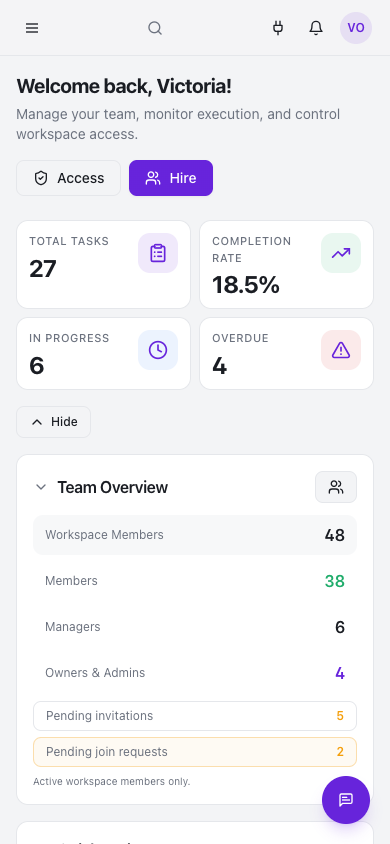 VO
Welcome back, Victoria!
Manage your team, monitor execution, and control
workspace access.
Access
Hire
TOTAL TASKS
27
COMPLETION
RATE
18.5%
IN PROGRESS
6
OVERDUE
4
Hide
Team Overview
Workspace Members
48
Members
38
Managers
6
Owners & Admins
4
Pending invitations
5
Pending join requests
2
Active workspace members only.